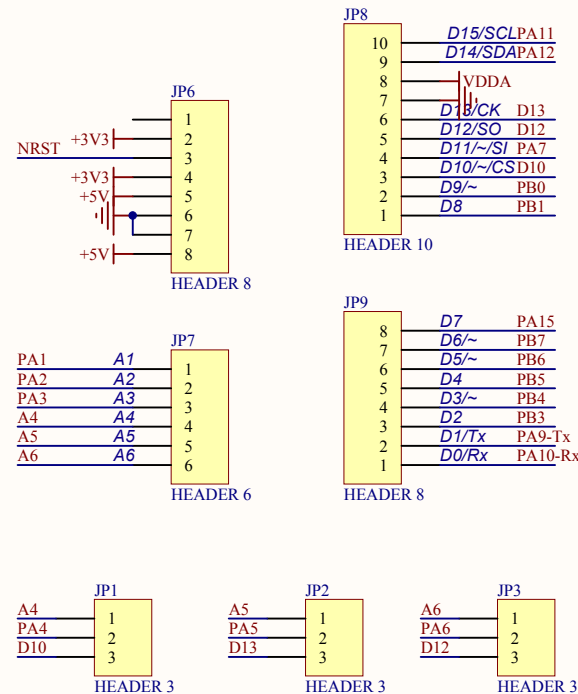 JP6
1
+3V3 2
NRST 3
+3V3 4
+5V 5
6
7
+5V 8
HEADER 8
JP8
10 D15/SCL PA11
9 D14/SDA PA12
8 VDDA
7
6 D13/CK D13
5 D12/SO D12
4 D11/~/SI PA7
3 D10/~/CS D10
2 D9/~ PB0
1 D8 PB1
HEADER 10
JP7
PA1 A1 1
PA2 A2 2
PA3 A3 3
A4 A4 4
A5 A5 5
A6 A6 6
HEADER 6
JP9
8 D7 PA15
7 D6/~ PB7
6 D5/~ PB6
5 D4 PB5
4 D3/~ PB4
3 D2 PB3
2 D1/Tx PA9-Tx
1 D0/Rx PA10-Rx
HEADER 8
JP1
A4 1
PA4 2
D10 3
HEADER 3
JP2
A5 1
PA5 2
D13 3
HEADER 3
JP3
A6 1
PA6 2
D12 3
HEADER 3